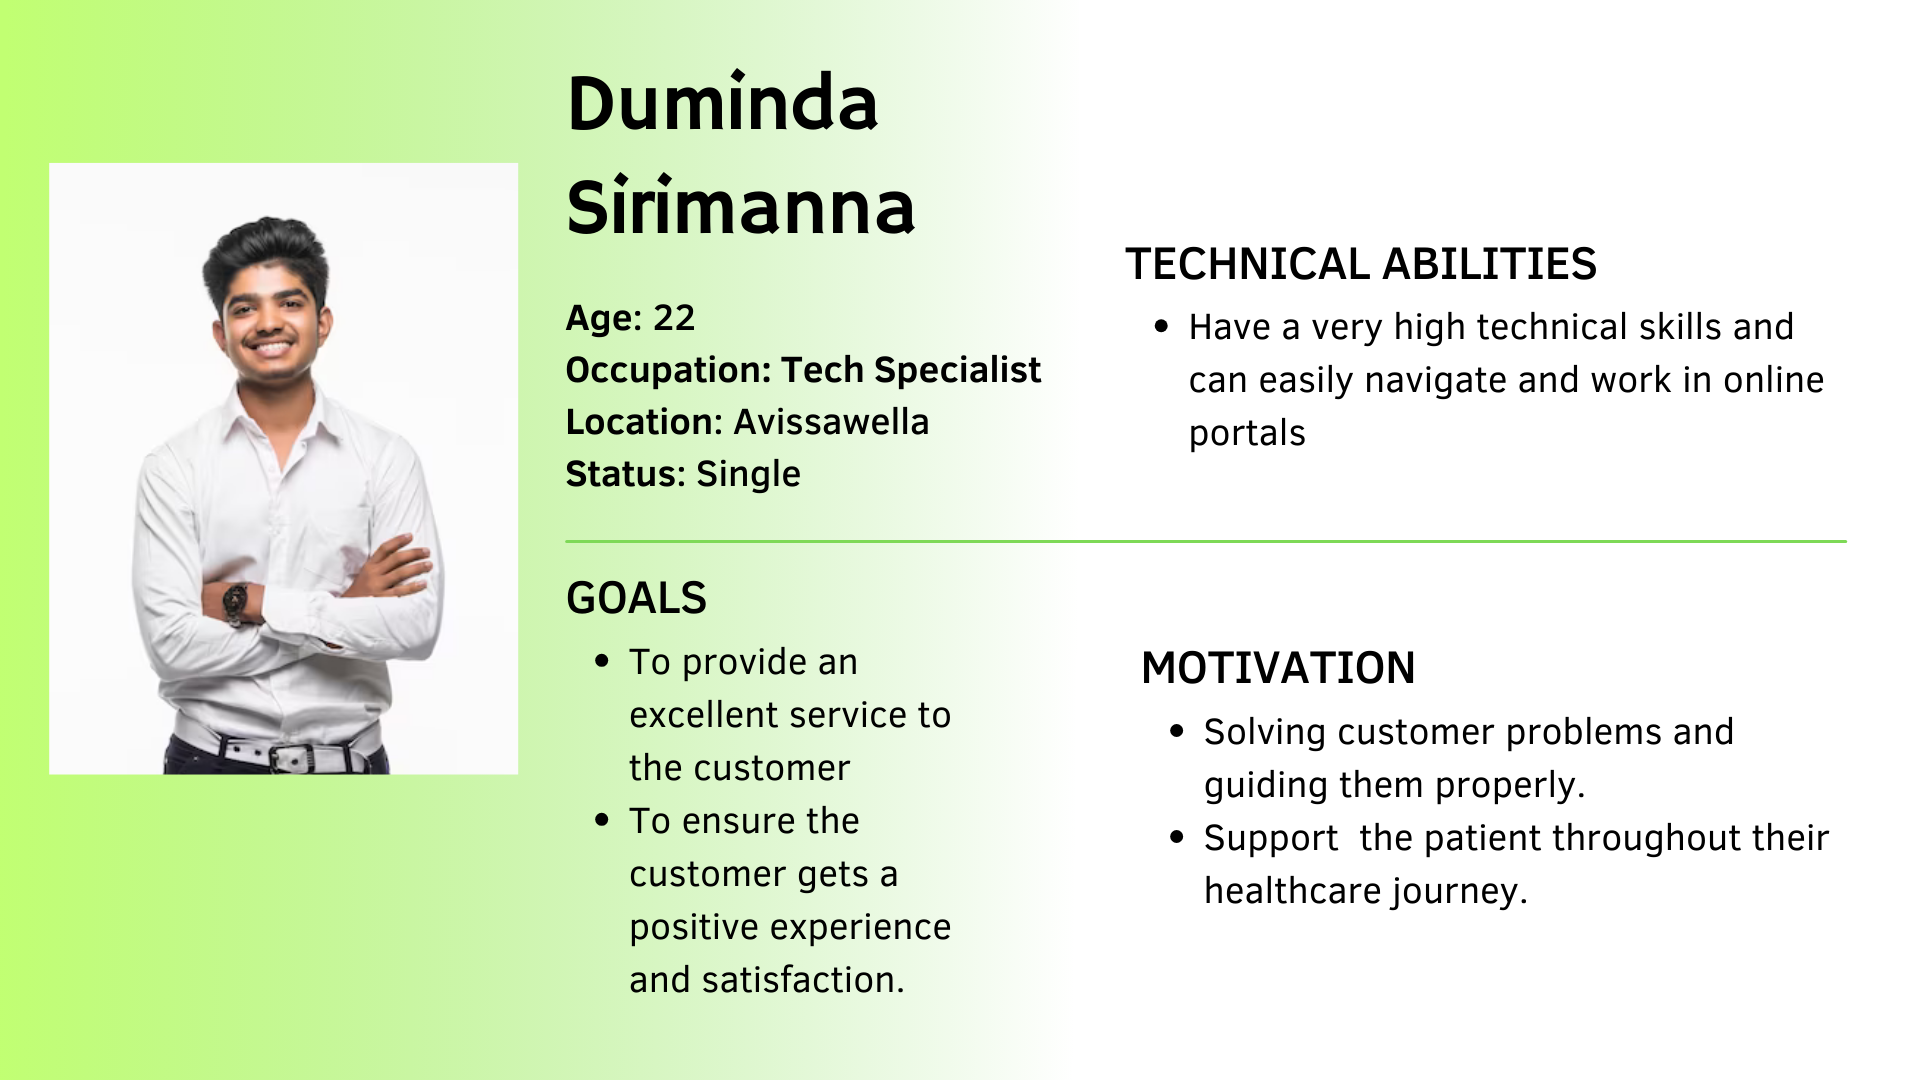 Duminda
Sirimanna
Age: 22
Occupation: Tech Specialist
Location: Avissawella
Status: Single
TECHNICAL ABILITIES
• Have a very high technical skills and
can easily navigate and work in online
portals
GOALS
• To provide an
excellent service to
the customer
• To ensure the
customer gets a
positive experience
and satisfaction.
MOTIVATION
• Solving customer problems and
guiding them properly.
• Support  the patient throughout their
healthcare journey.